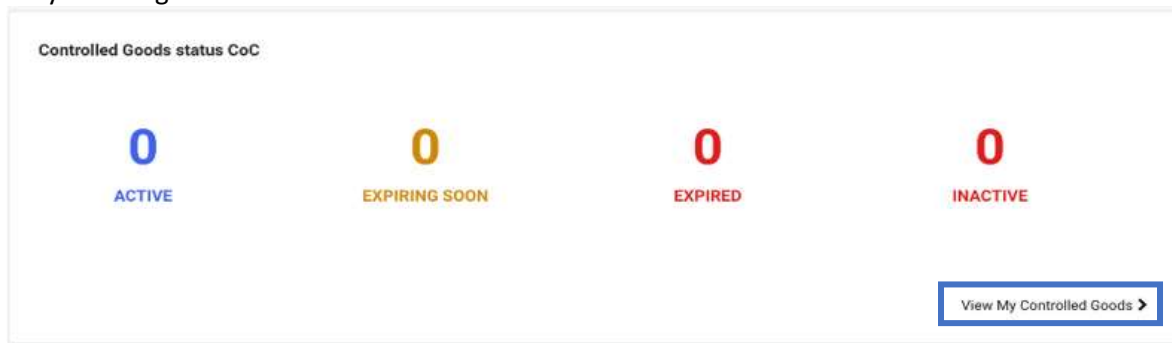 Controlled Goods status CoC
0 0 0 0
ACTIVE EXPIRING SOON EXPIRED INACTIVE
View My Controlled Goods >